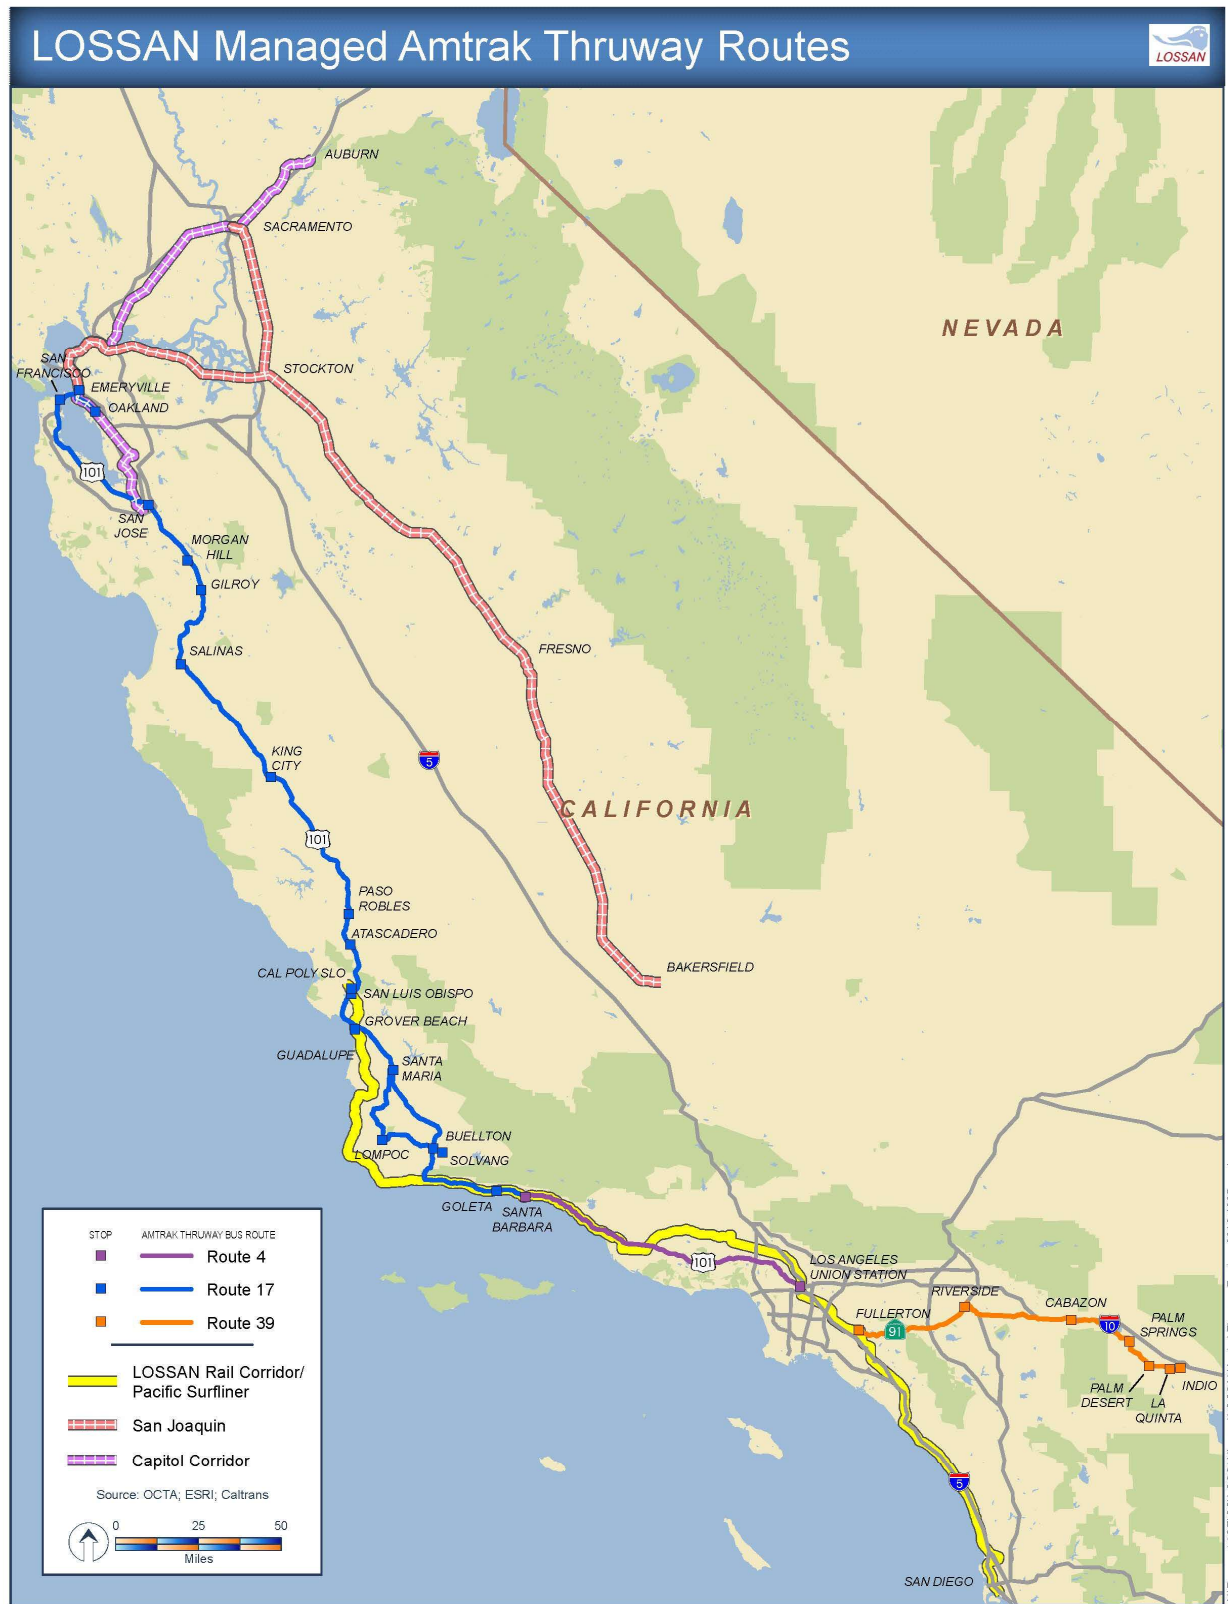 LOSSAN Managed Amtrak Thruway Routes
LOSSAN
AUBURN
SACRAMENTO
NEVADA
SAN
FRANCISCO
STOCKTON
EMERYVILLE
OAKLAND
101
SAN
JOSE
MORGAN
HILL
GILROY
SALINAS
FRESNO
KING
CITY
5
CALIFORNIA
101
PASO
ROBLES
ATASCADERO
BAKERSFIELD
CAL POLY SLO
SAN LUIS OBISPO
GROVER BEACH
GUADALUPE
SANTA
MARIA
BUELLTON
LOMPOC
SOLVANG
GOLETA
SANTA
BARBARA
101
LOS ANGELES
UNION STATION
FULLERTON
91
RIVERSIDE
CABAZON
10
PALM
SPRINGS
PALM
DESERT
LA
QUINTA
INDIO
5
SAN DIEGO
STOP AMTRAK THRUWAY BUS ROUTE
Route 4
Route 17
Route 39
LOSSAN Rail Corridor/
Pacific Surfliner
San Joaquin
Capitol Corridor
Source: OCTA; ESRI; Caltrans
0 25 50
Miles